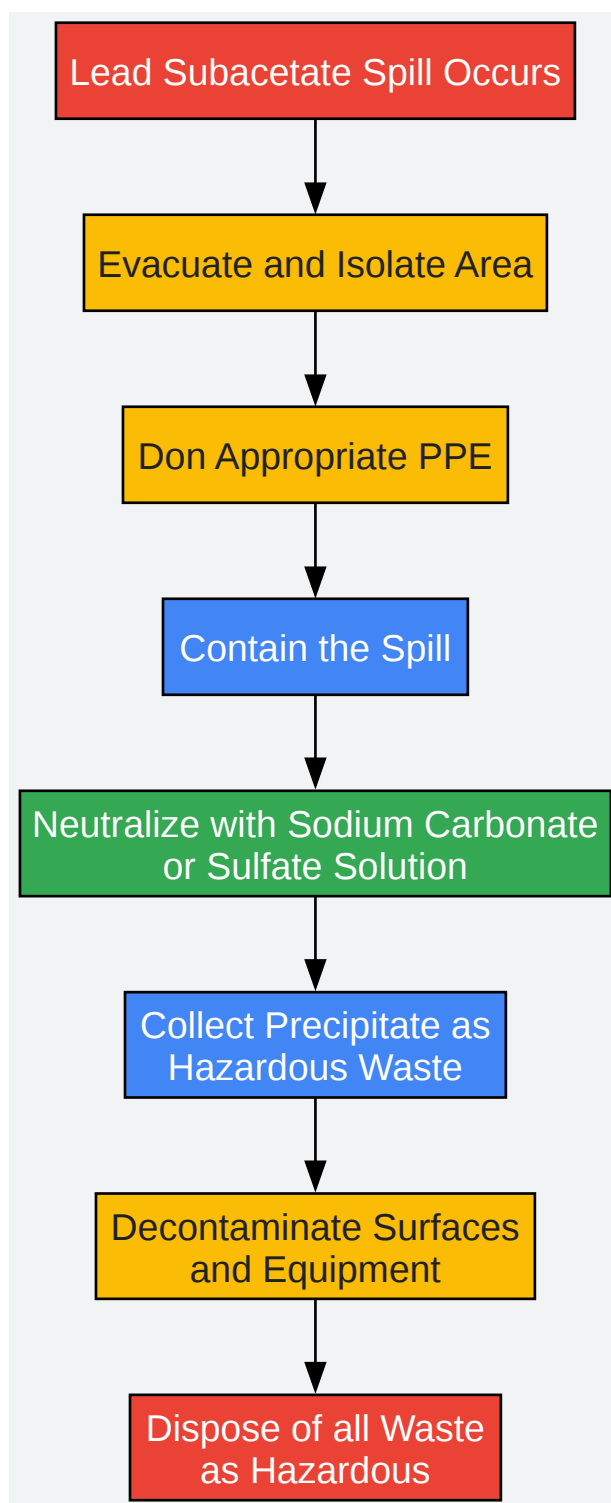 Lead Subacetate Spill Occurs
Evacuate and Isolate Area
Don Appropriate PPE
Contain the Spill
Neutralize with Sodium Carbonate
or Sulfate Solution
Collect Precipitate as
Hazardous Waste
Decontaminate Surfaces
and Equipment
Dispose of all Waste
as Hazardous